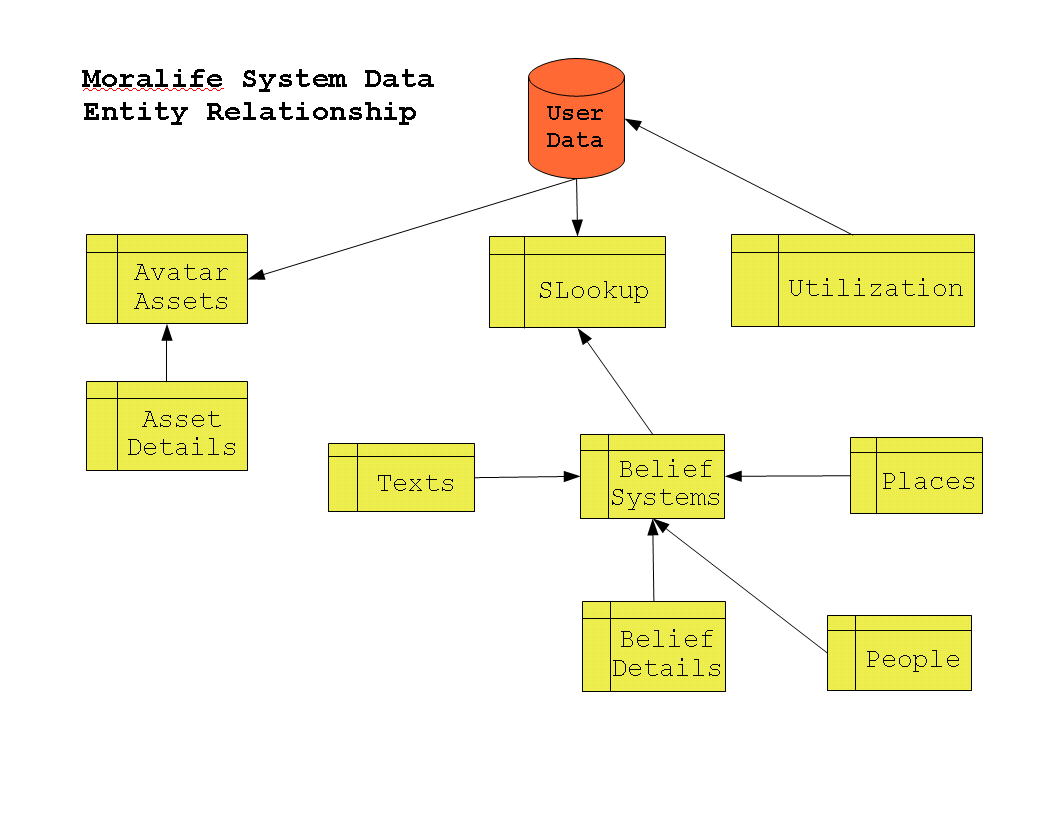 Moralife System Data
Entity Relationship
User
Data
Avatar
Assets
SLookup
Utilization
Asset
Details
Texts
Belief
Systems
Places
Belief
Details
People